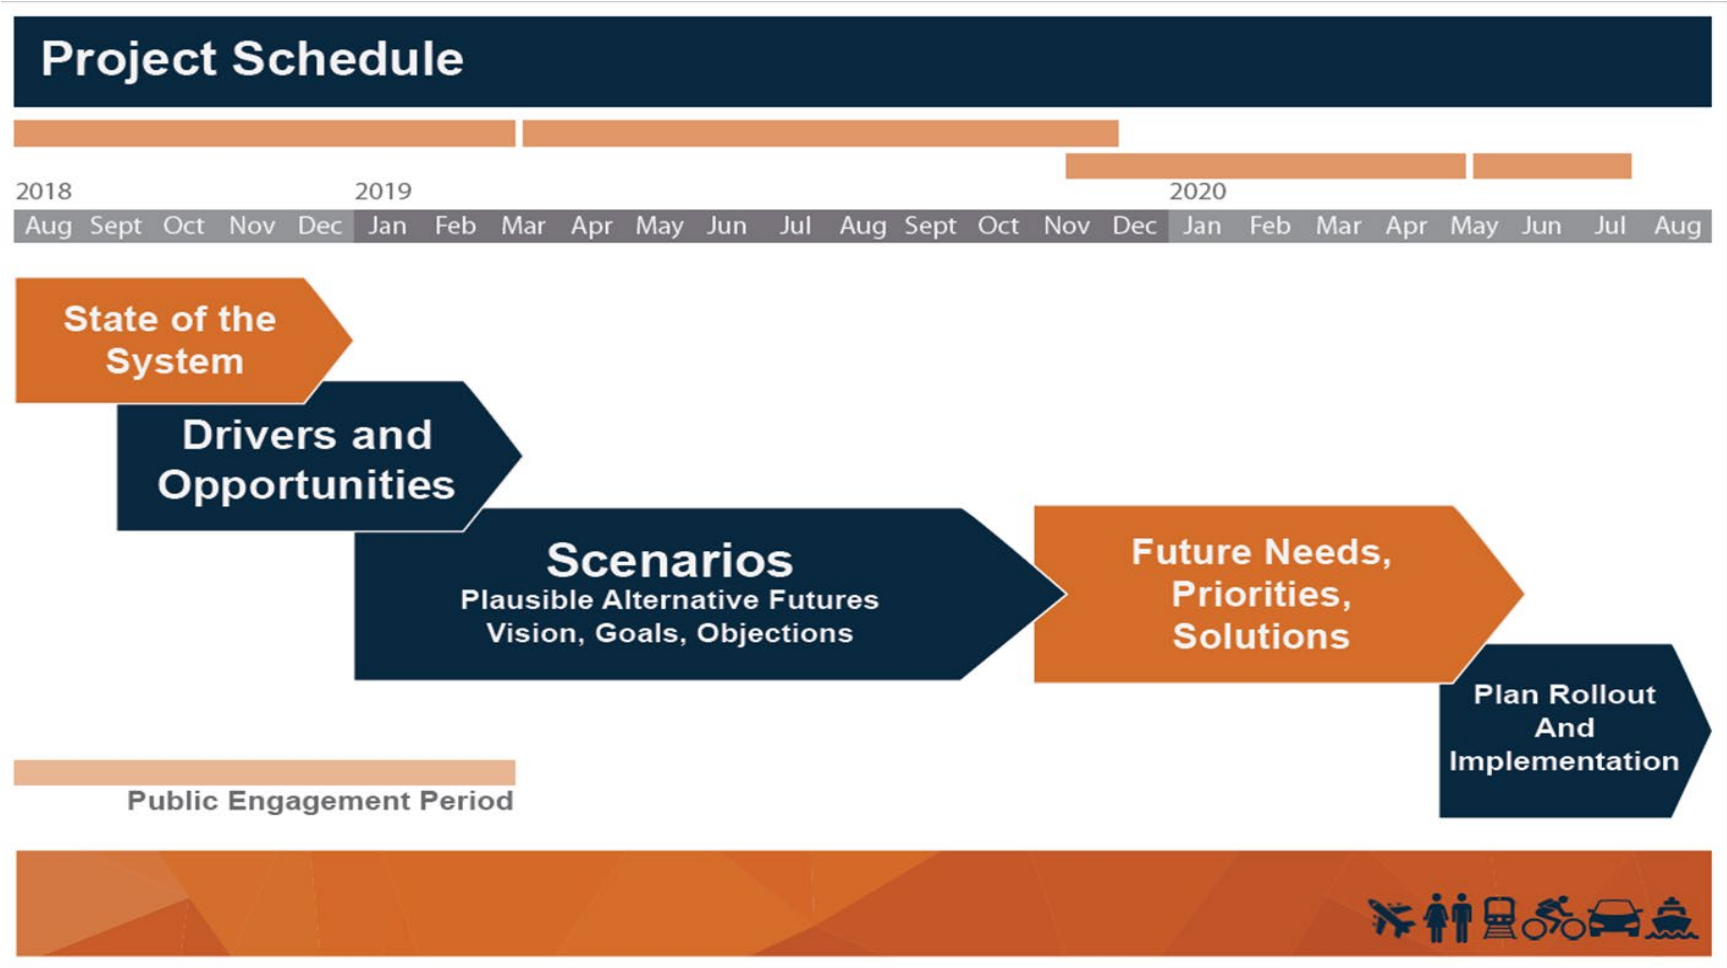 Project Schedule
2018 2019 2020
Aug Sept Oct Nov Dec Jan Feb Mar Apr May Jun Jul Aug Sept Oct Nov Dec Jan Feb Mar Apr May Jun Jul Aug
State of the
System
Drivers and
Opportunities
Scenarios
Plausible Alternative Futures
Vision, Goals, Objections
Future Needs,
Priorities,
Solutions
Plan Rollout
And
Implementation
Public Engagement Period